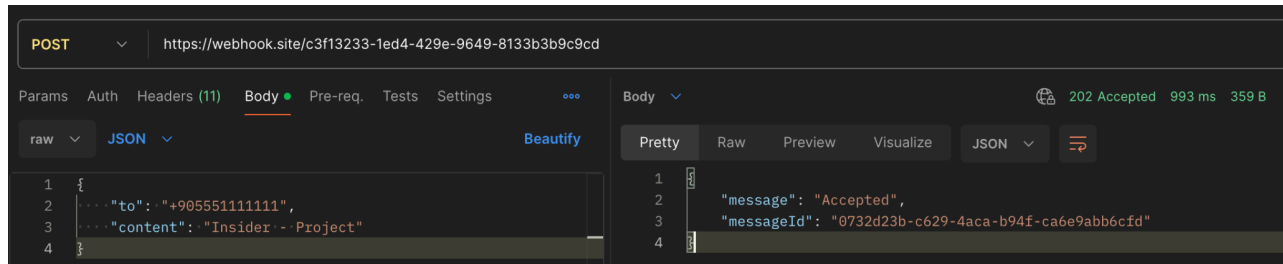 POST https://webhook.site/c3f13233-1ed4-429e-9649-8133b3b9c9cd
Params Auth Headers (11) Body Pre-req. Tests Settings
raw JSON Beautify
1 {
2 "to": "+905551111111",
3 "content": "Insider - Project"
4 }
Body 202 Accepted 993 ms 359 B
Pretty Raw Preview Visualize JSON
1 {
2 "message": "Accepted",
3 "messageId": "0732d23b-c629-4aca-b94f-ca6e9abb6cfd"
4 }